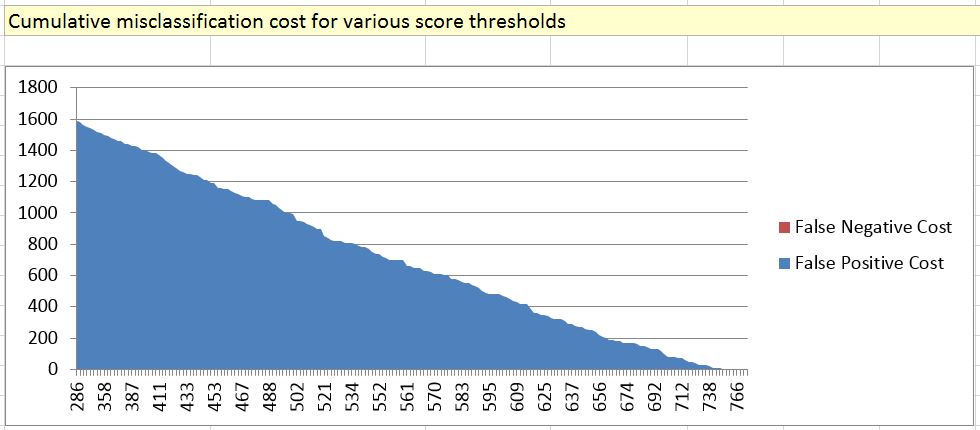 Cumulative misclassification cost for various score thresholds
1800
1600
1400
1200
1000
800
600
400
200
0
286 358 387 411 433 453 467 488 502 521 534 552 561 570 583 595 609 625 637 656 674 692 712 738 766
False Negative Cost
False Positive Cost